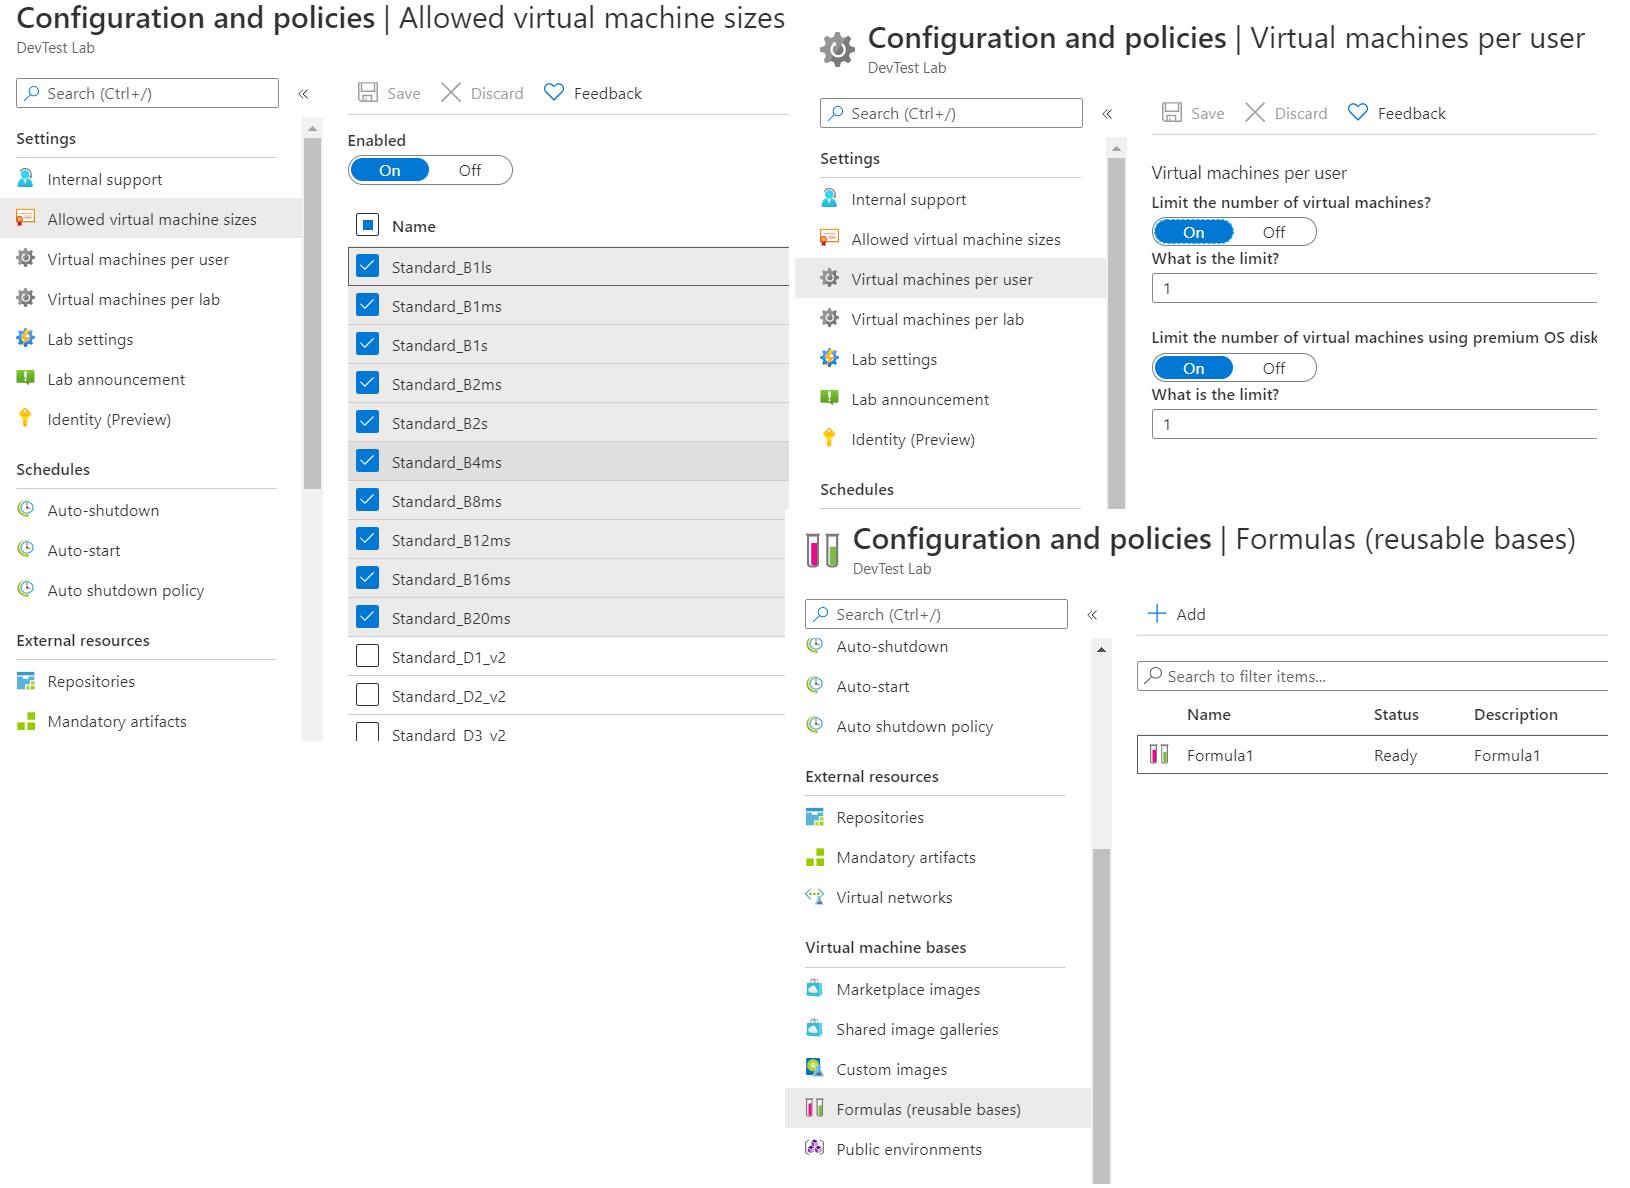 Configuration and policies | Allowed virtual machine sizes
DevTest Lab
Search (Ctrl+/)
«
Settings
Internal support
Allowed virtual machine sizes
Virtual machines per user
Virtual machines per lab
Lab settings
Lab announcement
Identity (Preview)
Schedules
Auto-shutdown
Auto-start
Auto shutdown policy
External resources
Repositories
Mandatory artifacts
Save Discard Feedback
Enabled
On Off
Name
Standard_B1ls
Standard_B1ms
Standard_B1s
Standard_B2ms
Standard_B2s
Standard_B4ms
Standard_B8ms
Standard_B12ms
Standard_B16ms
Standard_B20ms
Standard_D1_v2
Standard_D2_v2
Standard_D3_v2
Configuration and policies | Virtual machines per user
DevTest Lab
Search (Ctrl+/)
«
Settings
Internal support
Allowed virtual machine sizes
Virtual machines per user
Virtual machines per lab
Lab settings
Lab announcement
Identity (Preview)
Schedules
Save Discard Feedback
Virtual machines per user
Limit the number of virtual machines?
On Off
What is the limit?
1
Limit the number of virtual machines using premium OS disk
On Off
What is the limit?
1
Configuration and policies | Formulas (reusable bases)
DevTest Lab
Search (Ctrl+/)
«
Auto-shutdown
Auto-start
Auto shutdown policy
External resources
Repositories
Mandatory artifacts
Virtual networks
Virtual machine bases
Marketplace images
Shared image galleries
Custom images
Formulas (reusable bases)
Public environments
Add
Search to filter items...
Name Status Description
Formula1 Ready Formula1